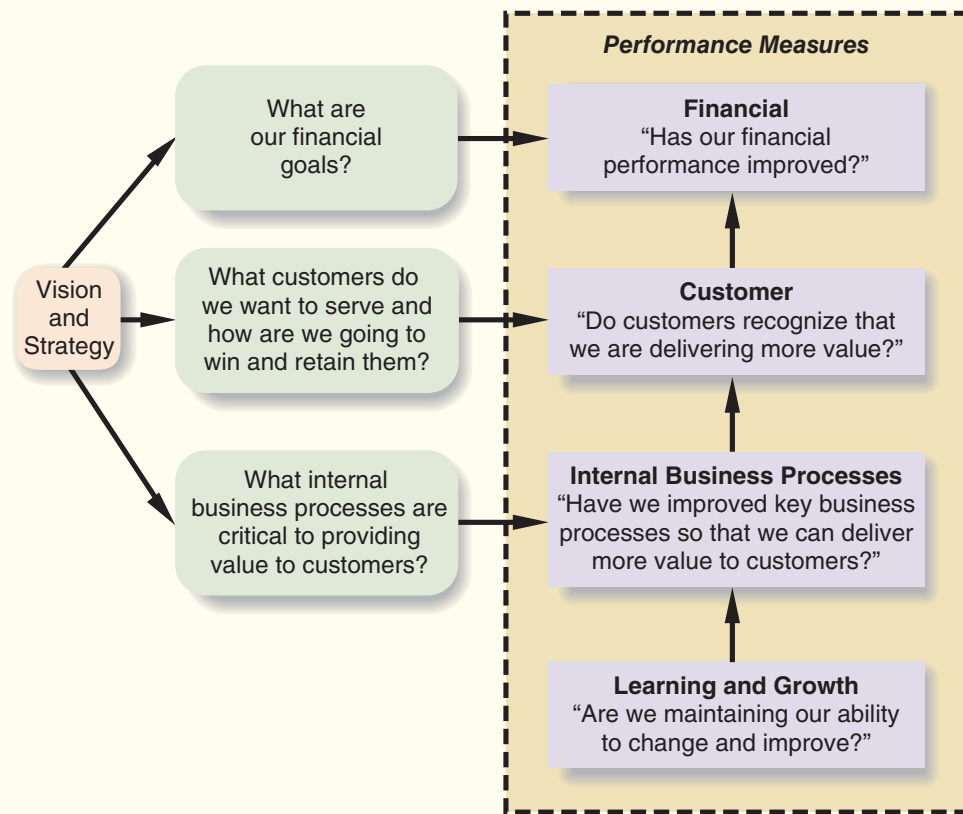 Performance Measures
What are
our financial
goals?
Financial
“Has our financial
performance improved?”
Vision
and
Strategy
What customers do
we want to serve and
how are we going to
win and retain them?
Customer
“Do customers recognize that
we are delivering more value?”
What internal
business processes are
critical to providing
value to customers?
Internal Business Processes
“Have we improved key business
processes so that we can deliver
more value to customers?”
Learning and Growth
“Are we maintaining our ability
to change and improve?”